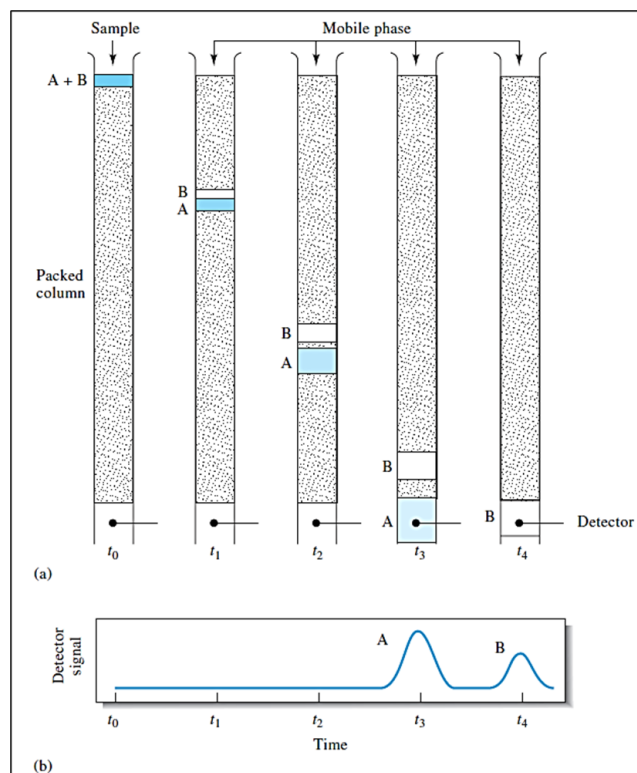 Sample
Mobile phase
A + B
B
A
Packed
column
B
A
B
A
B
Detector
t0 t1 t2 t3 t4
(a)
Detector
signal
A
B
t0 t1 t2 t3 t4
Time
(b)